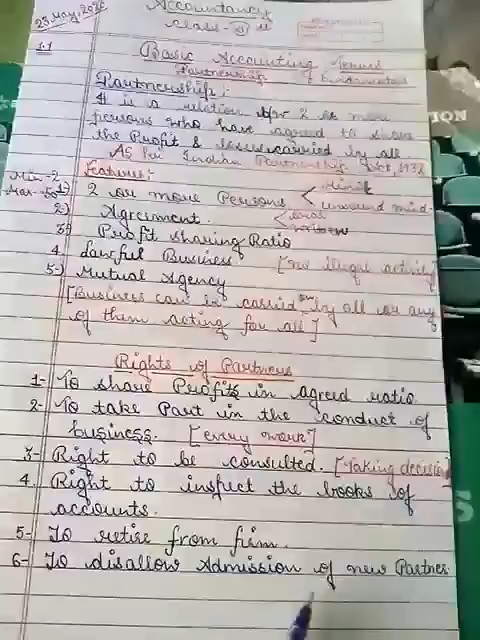 23, May, 202
Accountancy
class - 12
1.1
Basic Accounting Terms
Partnership Fundamentals
Partnership:
It is a relation b/w 2 or more
persons who have agreed to share
the Profit & losses carried by all
As Per Indian Partnership Act, 1932
Features:
Min-2
Max-50
1) 2 or more Persons < minor
unsound mind
2) Agreement. < oral
written
3) Profit sharing Ratio
4. Lawful Business [no illegal activity]
5) Mutual Agency
[Business can be carried on by all or any
of them acting for all]
Rights of Partners
1- To share Profits in agreed ratio
2- To take Part in the conduct of
business. [every work]
3- Right to be consulted. [Taking decision]
4. Right to inspect the books of
accounts.
5- To retire from firm.
6- To disallow Admission of new Partner
ION